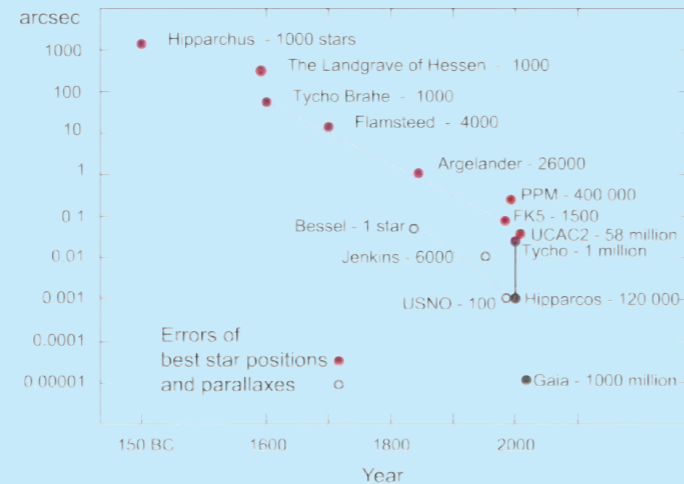 arcsec
1000
100
10
1
0.1
0.01
0.001
0.0001
0.00001
Hipparchus - 1000 stars
The Landgrave of Hessen - 1000
Tycho Brahe - 1000
Flamsteed - 4000
Argelander - 26000
PPM - 400 000
FK5 - 1500
Bessel - 1 star
UCAC2 - 58 million
Tycho - 1 million
Jenkins - 6000
USNO - 100
Hipparcos - 120 000
Errors of
best star positions
and parallaxes
Gaia - 1000 million
150 BC
1600
1800
2000
Year